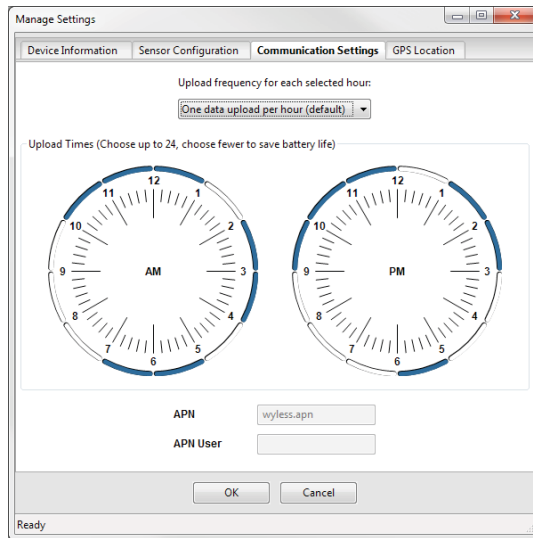 Manage Settings
Device Information Sensor Configuration Communication Settings GPS Location
Upload frequency for each selected hour:
One data upload per hour (default)
Upload Times (Choose up to 24, choose fewer to save battery life)
12
1
2
3
4
5
6
7
8
9
10
11
AM
12
1
2
3
4
5
6
7
8
9
10
11
PM
APN wyless.apn
APN User
OK Cancel
Ready